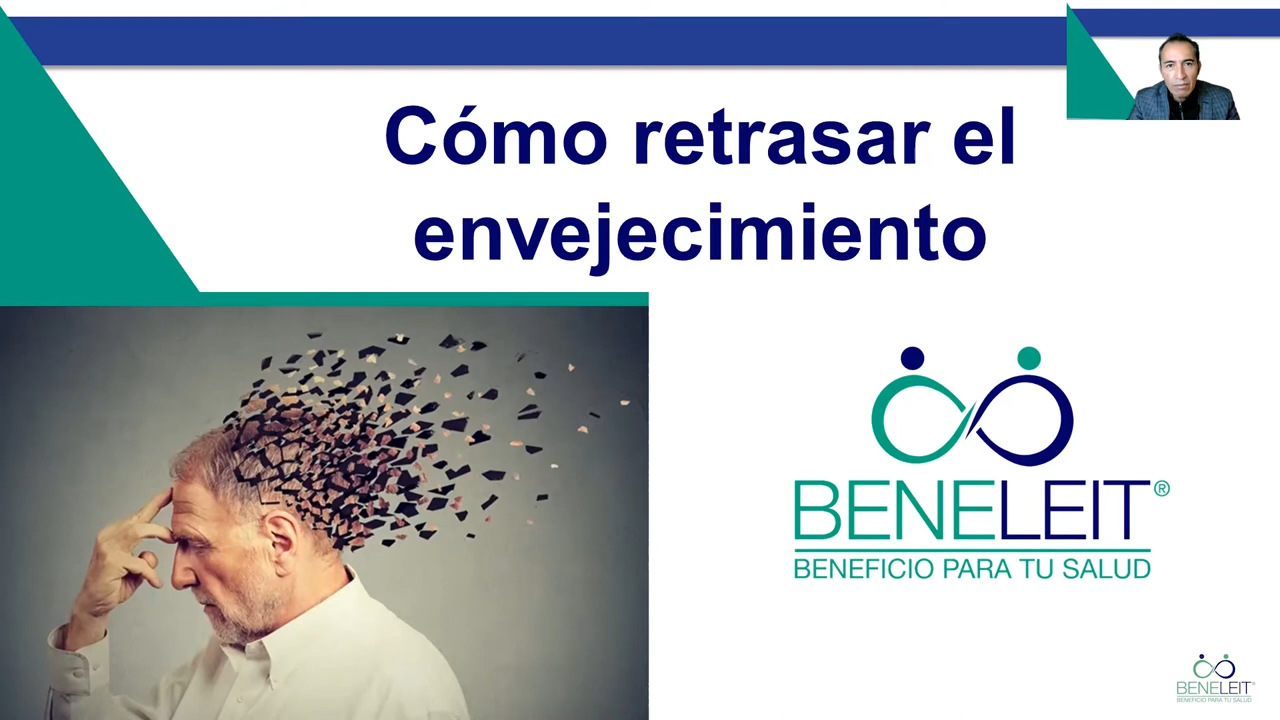 Cómo retrasar el
envejecimiento
BENELEIT®
BENEFICIO PARA TU SALUD
BENELEIT®
BENEFICIO PARA TU SALUD